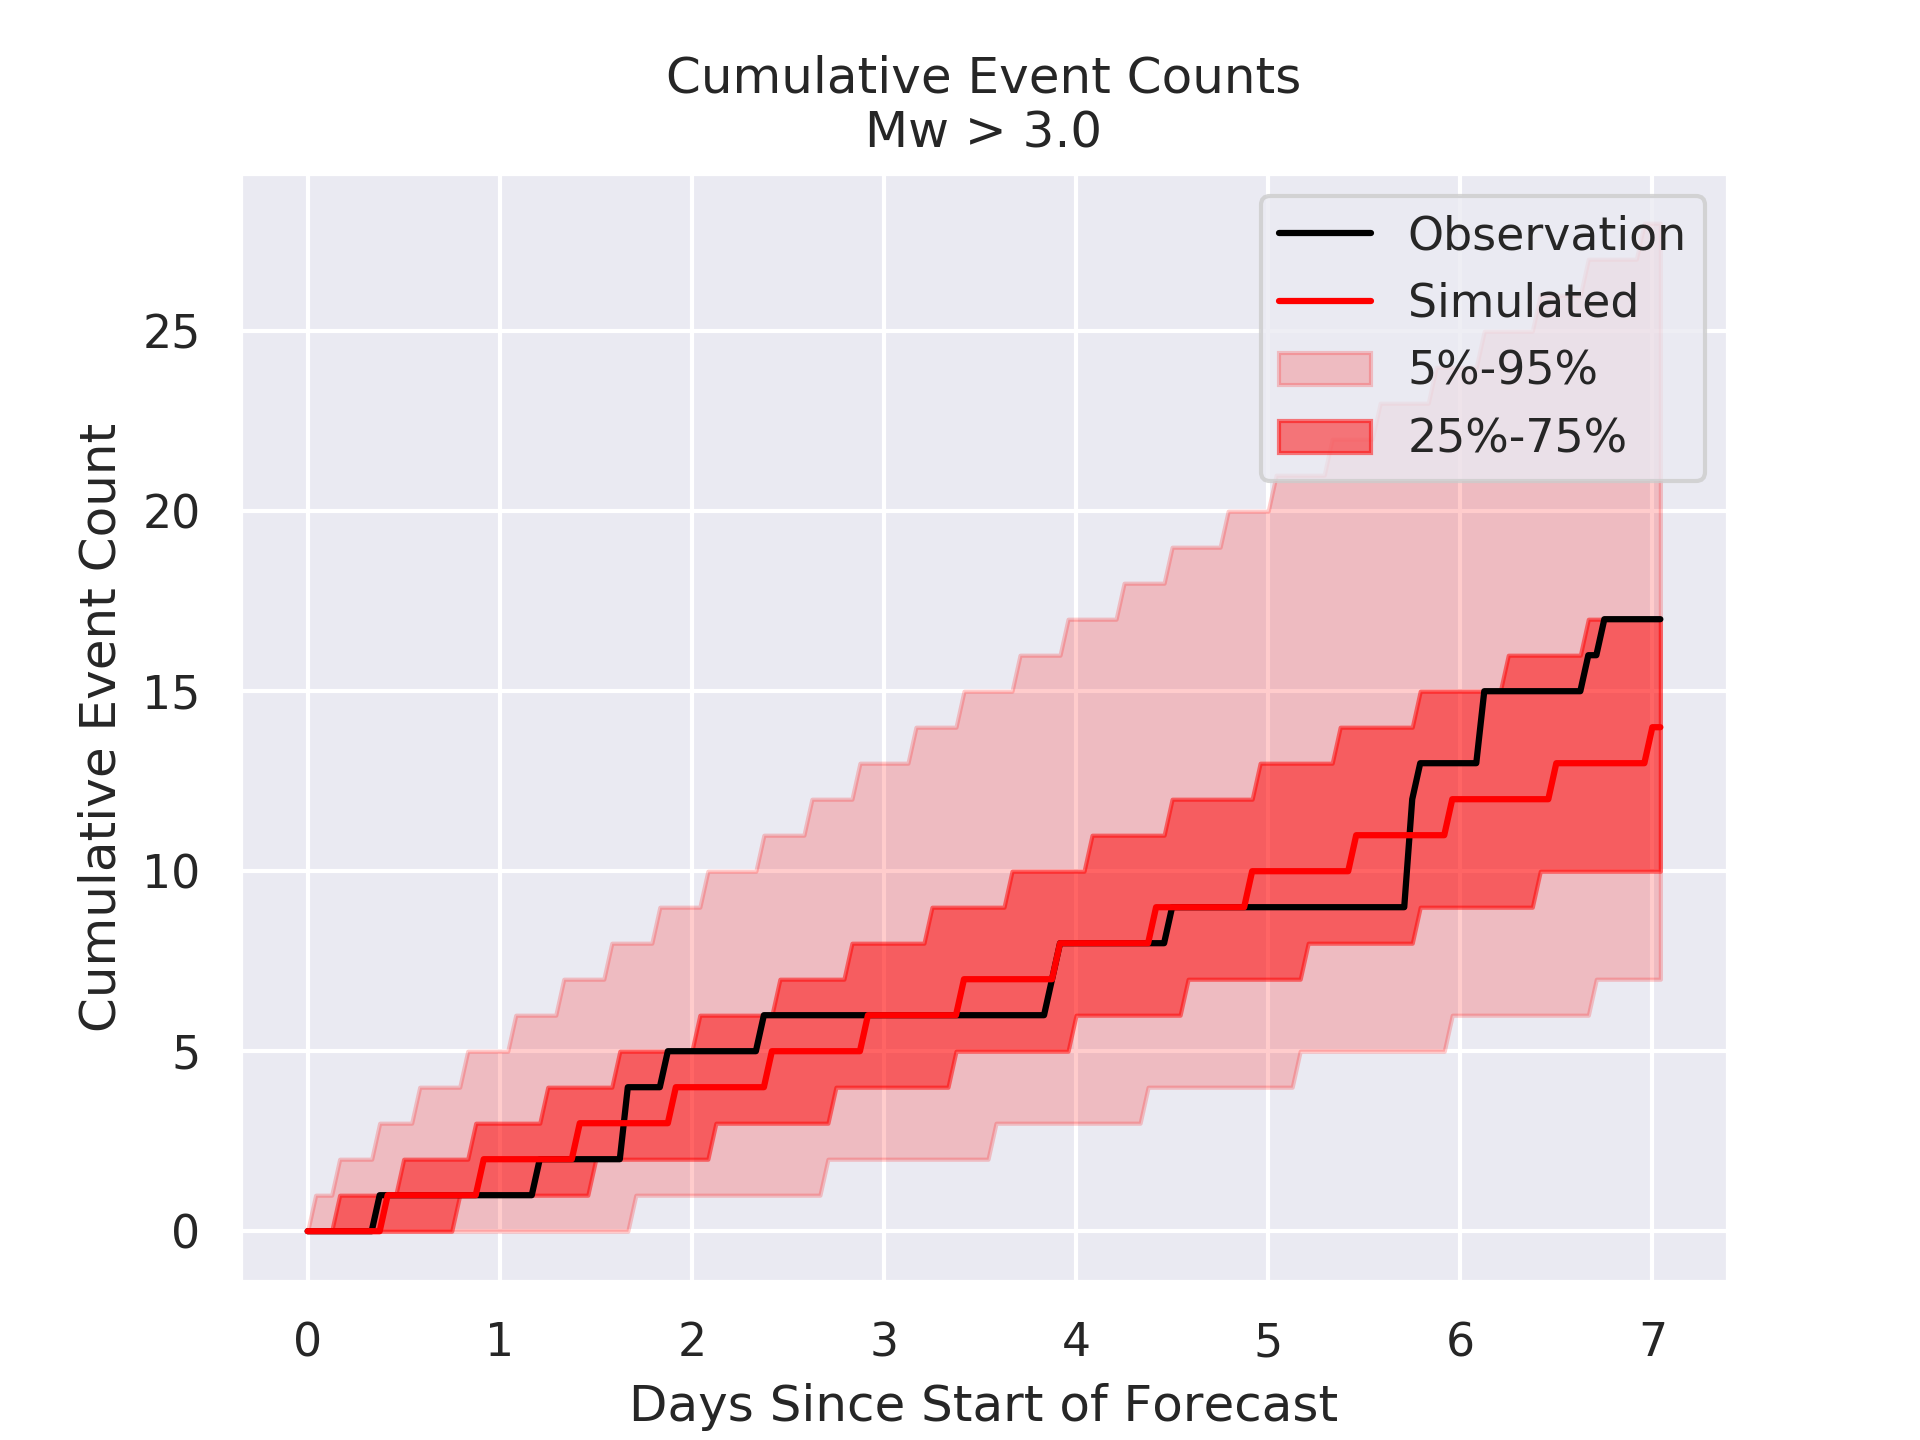 Cumulative Event Counts
Mw > 3.0
Observation
Simulated
5%-95%
25%-75%
Cumulative Event Count
25
20
15
10
5
0
0 1 2 3 4 5 6 7
Days Since Start of Forecast